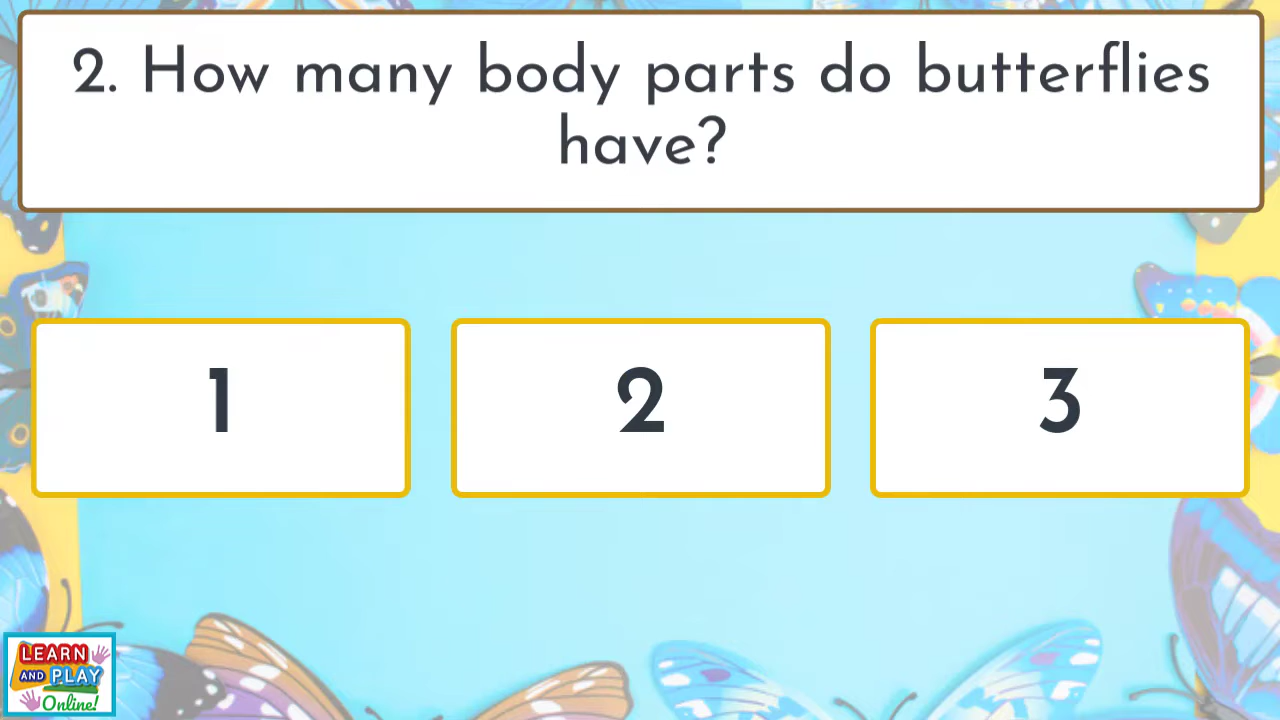 2. How many body parts do butterflies
have?
1
2
3
LEARN
AND PLAY
Online!